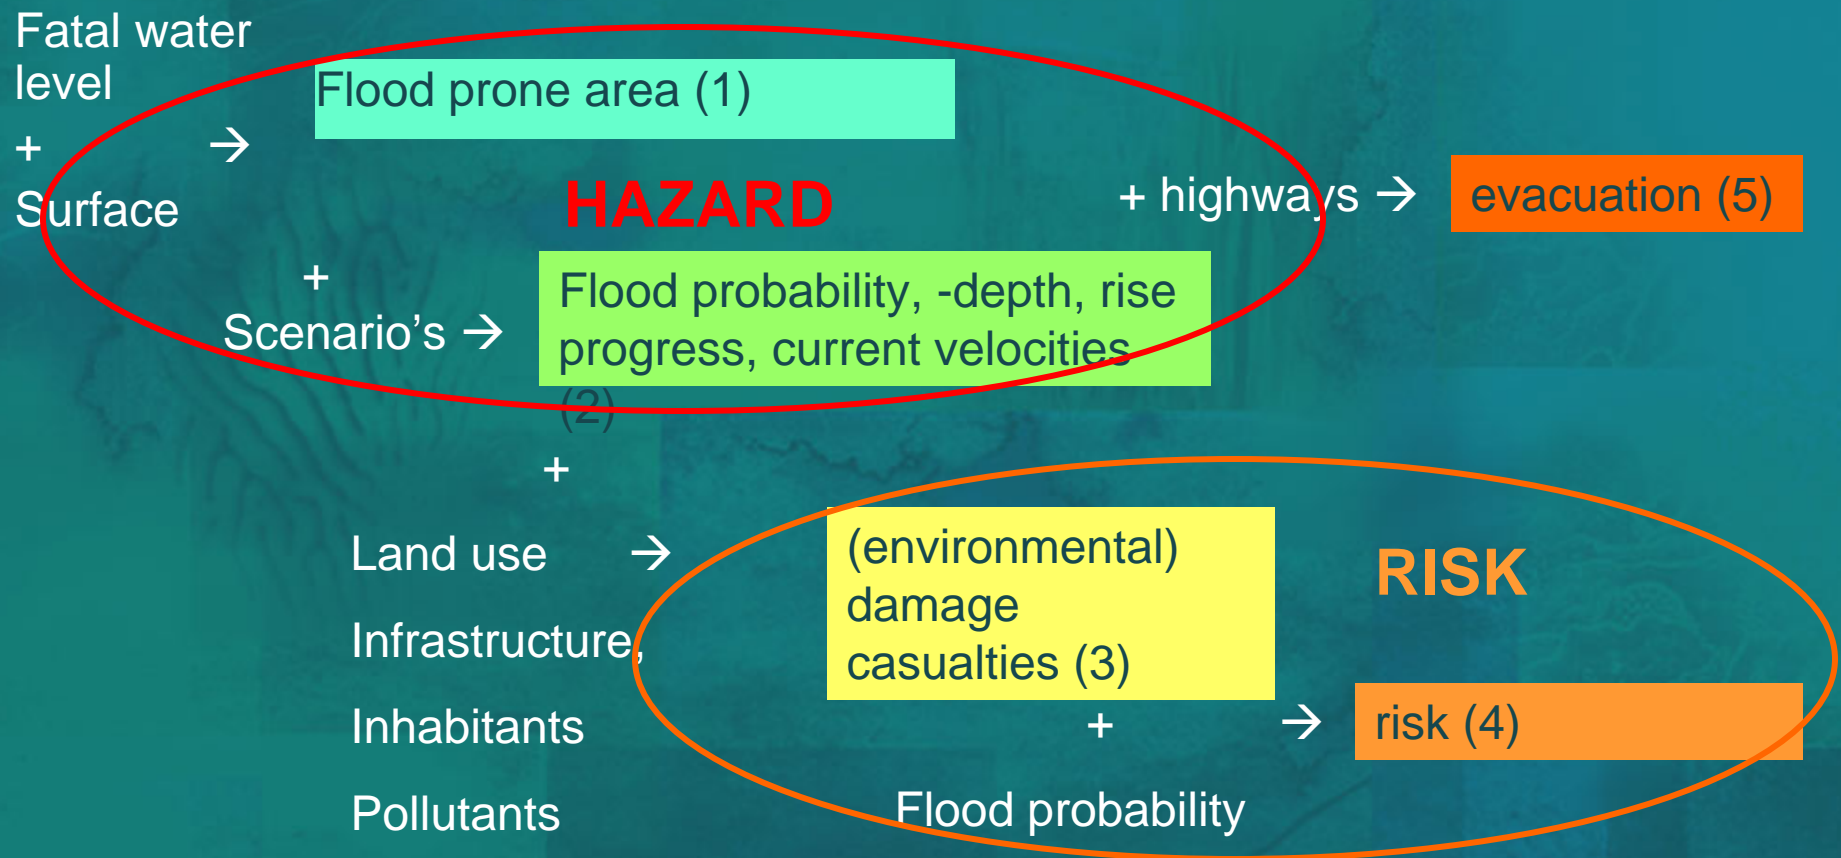 Fatal water
level
+ →
Surface
Flood prone area (1)
HAZARD
+ highways → evacuation (5)
+
Scenario’s →
Flood probability, -depth, rise
progress, current velocities
(2)
+
Land use →
Infrastructure,
Inhabitants
Pollutants
(environmental)
damage
casualties (3)
RISK
+ → risk (4)
Flood probability